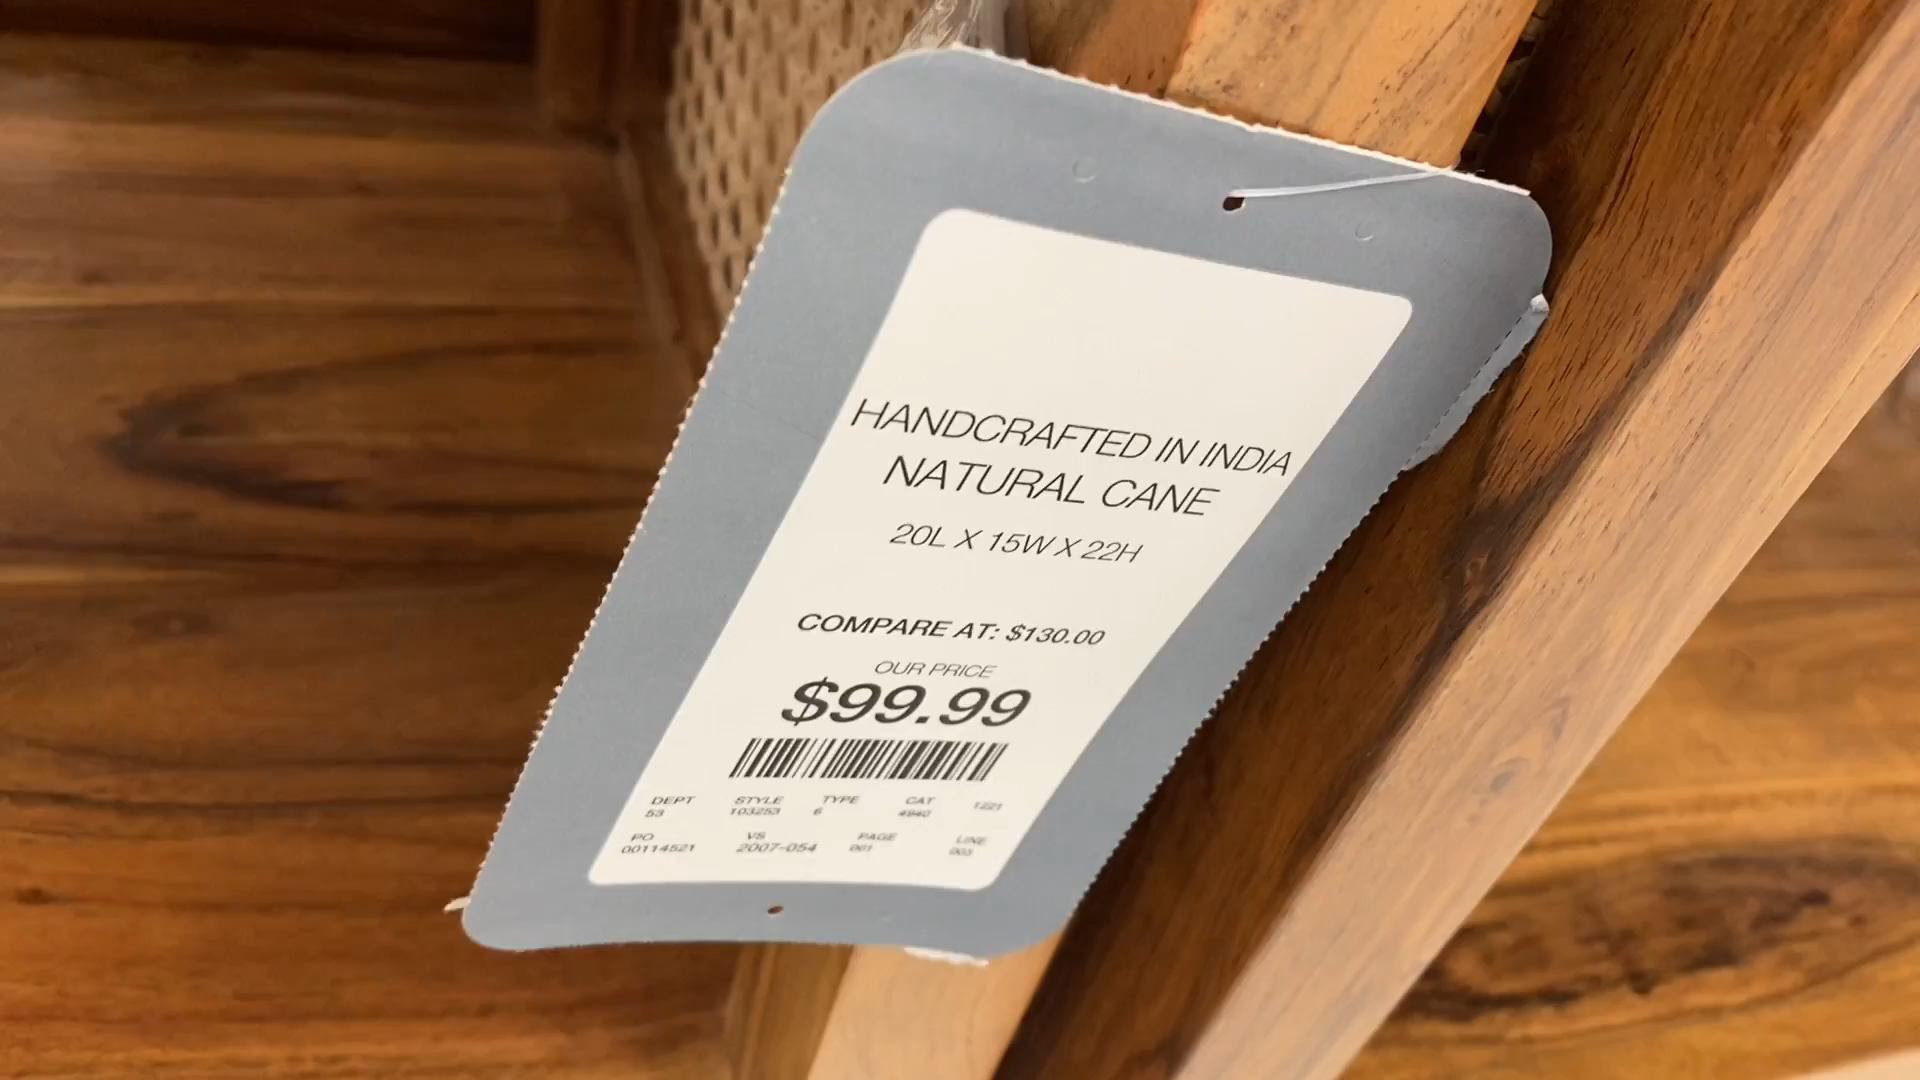 HANDCRAFTED IN INDIA
NATURAL CANE
20L X 15W X 22H
COMPARE AT: $130.00
OUR PRICE
$99.99
DEPT STYLE TYPE CAT 1221
53 103253 6 4940
PO VS PAGE LINE
00114521 2007-054 001 003